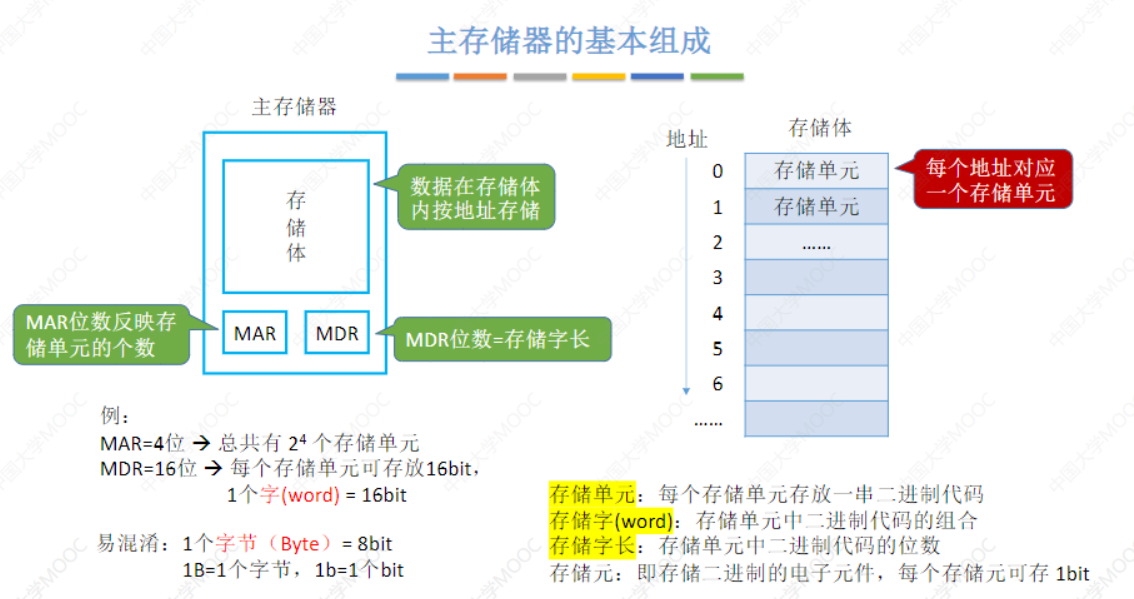 主存储器的基本组成
主存储器
存
储
体
数据在存储体
内按地址存储
MAR位数反映存
储单元的个数
MAR
MDR
MDR位数=存储字长
例：
MAR=4位 → 总共有 2⁴ 个存储单元
MDR=16位 → 每个存储单元可存放16bit，
1个字(word) = 16bit
易混淆：1个字节（Byte）= 8bit
1B=1个字节，1b=1个bit
地址
存储体
0 存储单元
1 存储单元
2 ……
3
4
5
6
……
每个地址对应
一个存储单元
存储单元：每个存储单元存放一串二进制代码
存储字(word)：存储单元中二进制代码的组合
存储字长：存储单元中二进制代码的位数
存储元：即存储二进制的电子元件，每个存储元可存 1bit
中国大学MOOC